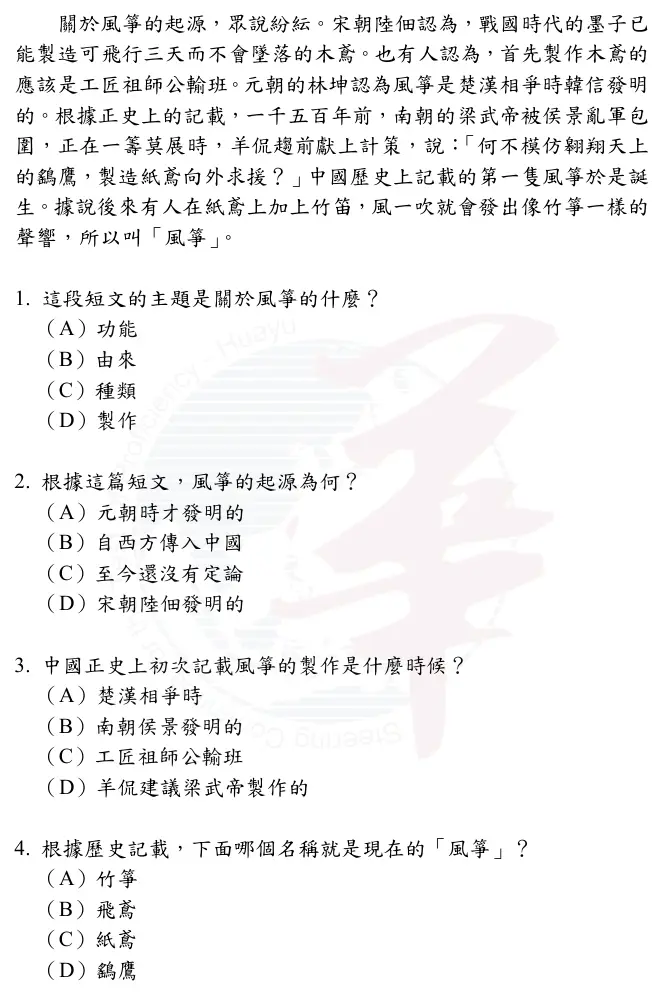 關於風箏的起源，眾說紛紜。宋朝陸佃認為，戰國時代的墨子已
能製造可飛行三天而不會墜落的木鳶。也有人認為，首先製作木鳶的
應該是工匠祖師公輸班。元朝的林坤認為風箏是楚漢相爭時韓信發明
的。根據正史上的記載，一千五百年前，南朝的梁武帝被侯景亂軍包
圍，正在一籌莫展時，羊侃趨前獻上計策，說：「何不模仿翱翔天上
的鷂鷹，製造紙鳶向外求援？」中國歷史上記載的第一隻風箏於是誕
生。據說後來有人在紙鳶上加上竹笛，風一吹就會發出像竹箏一樣的
聲響，所以叫「風箏」。
1. 這段短文的主題是關於風箏的什麼？
（A）功能
（B）由來
（C）種類
（D）製作
2. 根據這篇短文，風箏的起源為何？
（A）元朝時才發明的
（B）自西方傳入中國
（C）至今還沒有定論
（D）宋朝陸佃發明的
3. 中國正史上初次記載風箏的製作是什麼時候？
（A）楚漢相爭時
（B）南朝侯景發明的
（C）工匠祖師公輸班
（D）羊侃建議梁武帝製作的
4. 根據歷史記載，下面哪個名稱就是現在的「風箏」？
（A）竹箏
（B）飛鳶
（C）紙鳶
（D）鷂鷹
華